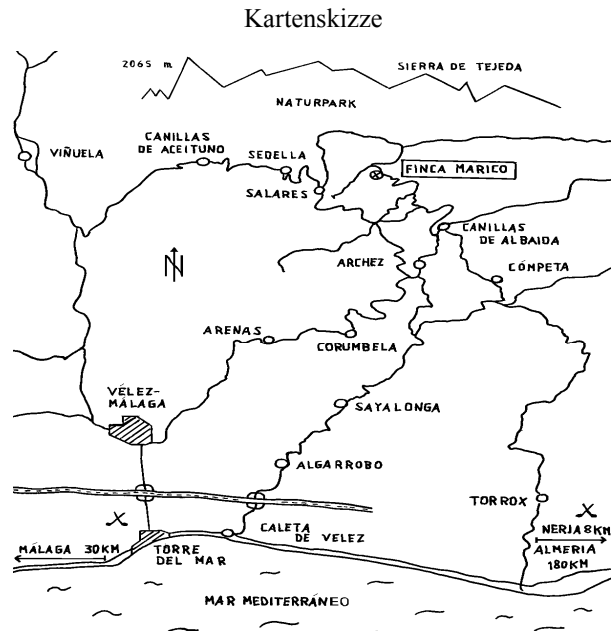 Kartenskizze
2065 m
SIERRA DE TEJEDA
NATURPARK
VIÑUELA
CANILLAS
DE ACEITUNO
SEDELLA
FINCA MARICO
SALARES
CANILLAS
DE ALBAIDA
N
ARCHEZ
CÓMPETA
ARENAS
CORUMBELA
VÉLEZ-
MÁLAGA
SAYALONGA
ALGARROBO
TORROX
CALETA
DE VELEZ
NERJA 8KM
MÁLAGA 30KM
TORRE
DEL MAR
ALMERIA
180KM
MAR MEDITERRÁNEO